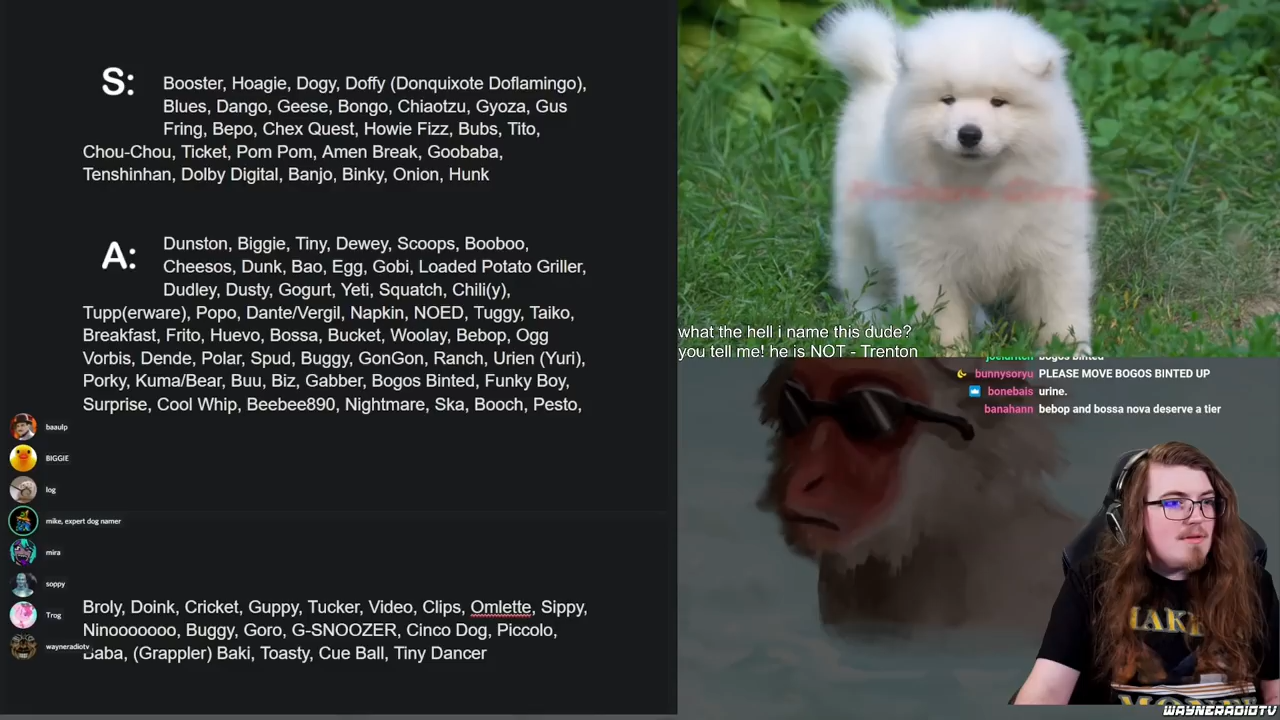 S:
Booster, Hoagie, Dogy, Doffy (Donquixote Doflamingo),
Blues, Dango, Geese, Bongo, Chiaotzu, Gyoza, Gus
Fring, Bepo, Chex Quest, Howie Fizz, Bubs, Tito,
Chou-Chou, Ticket, Pom Pom, Amen Break, Goobaba,
Tenshinhan, Dolby Digital, Banjo, Binky, Onion, Hunk
A:
Dunston, Biggie, Tiny, Dewey, Scoops, Booboo,
Cheesos, Dunk, Bao, Egg, Gobi, Loaded Potato Griller,
Dudley, Dusty, Gogurt, Yeti, Squatch, Chili(y),
Tupp(erware), Popo, Dante/Vergil, Napkin, NOED, Tuggy, Taiko,
Breakfast, Frito, Huevo, Bossa, Bucket, Woolay, Bebop, Ogg
Vorbis, Dende, Polar, Spud, Buggy, GonGon, Ranch, Urien (Yuri),
Porky, Kuma/Bear, Buu, Biz, Gabber, Bogos Binted, Funky Boy,
Surprise, Cool Whip, Beebee890, Nightmare, Ska, Booch, Pesto,
baaulp
BIGGIE
log
mike, expert dog namer
mira
soppy
Trog
wayneradiotv
Broly, Doink, Cricket, Guppy, Tucker, Video, Clips, Omlette, Sippy,
Ninooooooo, Buggy, Goro, G-SNOOZER, Cinco Dog, Piccolo,
Baba, (Grappler) Baki, Toasty, Cue Ball, Tiny Dancer
what the hell i name this dude?
you tell me! he is NOT - Trenton
bogos binted
bunnysoryu PLEASE MOVE BOGOS BINTED UP
bonebais urine.
banahann bebop and bossa nova deserve a tier
WAYNERADIOTV